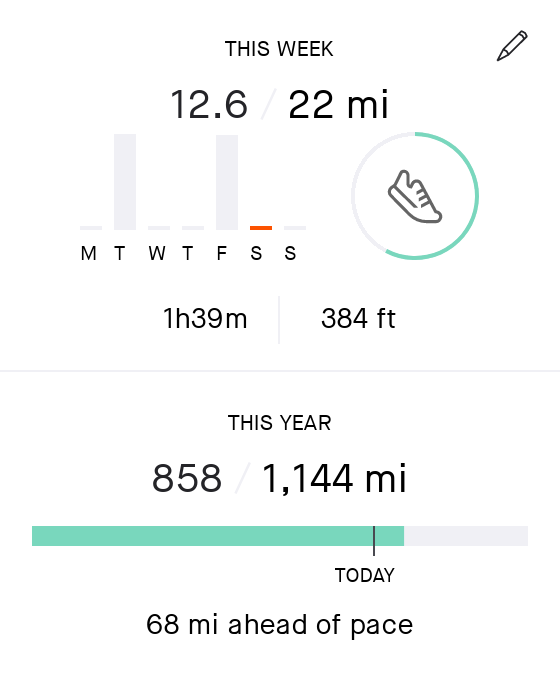 THIS WEEK
12.6 / 22 mi
M T W T F S S
1h39m 384 ft
THIS YEAR
858 / 1,144 mi
TODAY
68 mi ahead of pace